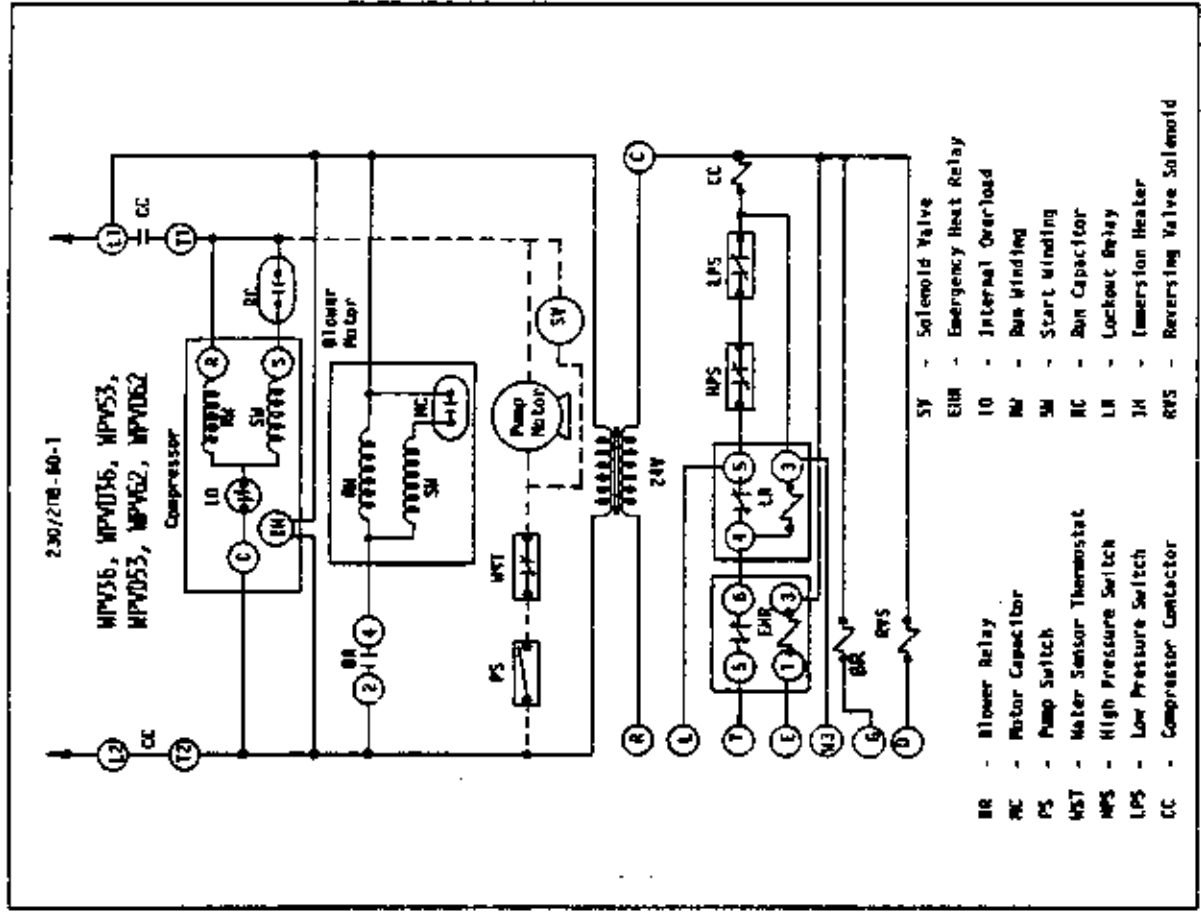 230/208-60-1
WPV36, WPVD36, WPV53,
WPVD53, WPV62, WPVD62
L2
CC
T2
L1
CC
T1
Compressor
C
IO
RW
R
SW
S
RC
IH
Blower
Motor
2
BR
4
RW
SW
MC
PS
WST
Pump
Motor
SV
24V
R
C
L
T
5
6
4
LR
5
HPS
LPS
CC
E
1
EHR
3
3
W3
G
BR
O
RVS
BR - Blower Relay
MC - Motor Capacitor
PS - Pump Switch
WST - Water Sensor Thermostat
HPS - High Pressure Switch
LPS - Low Pressure Switch
CC - Compressor Contactor
SV - Solenoid Valve
EHR - Emergency Heat Relay
IO - Internal Overload
RW - Run Winding
SW - Start Winding
RC - Run Capacitor
LR - Lockout Relay
IH - Immersion Heater
RVS - Reversing Valve Solenoid